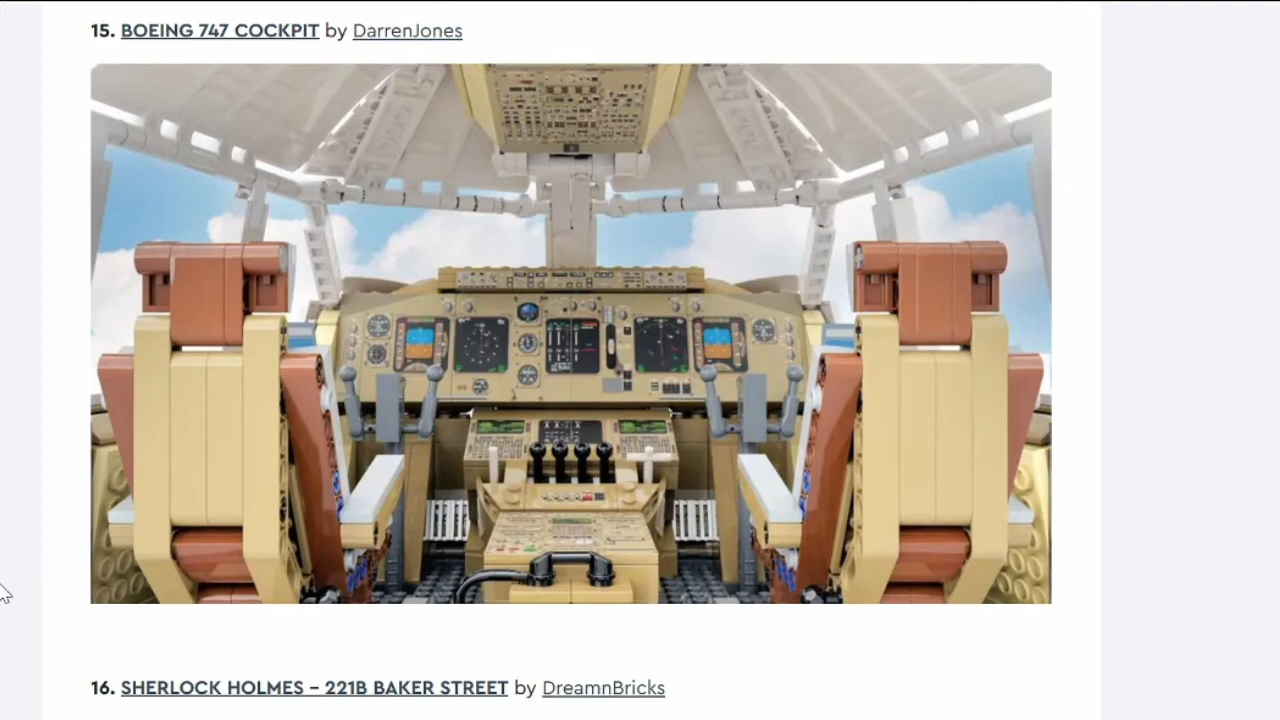 15. BOEING 747 COCKPIT by DarrenJones
16. SHERLOCK HOLMES – 221B BAKER STREET by DreamnBricks